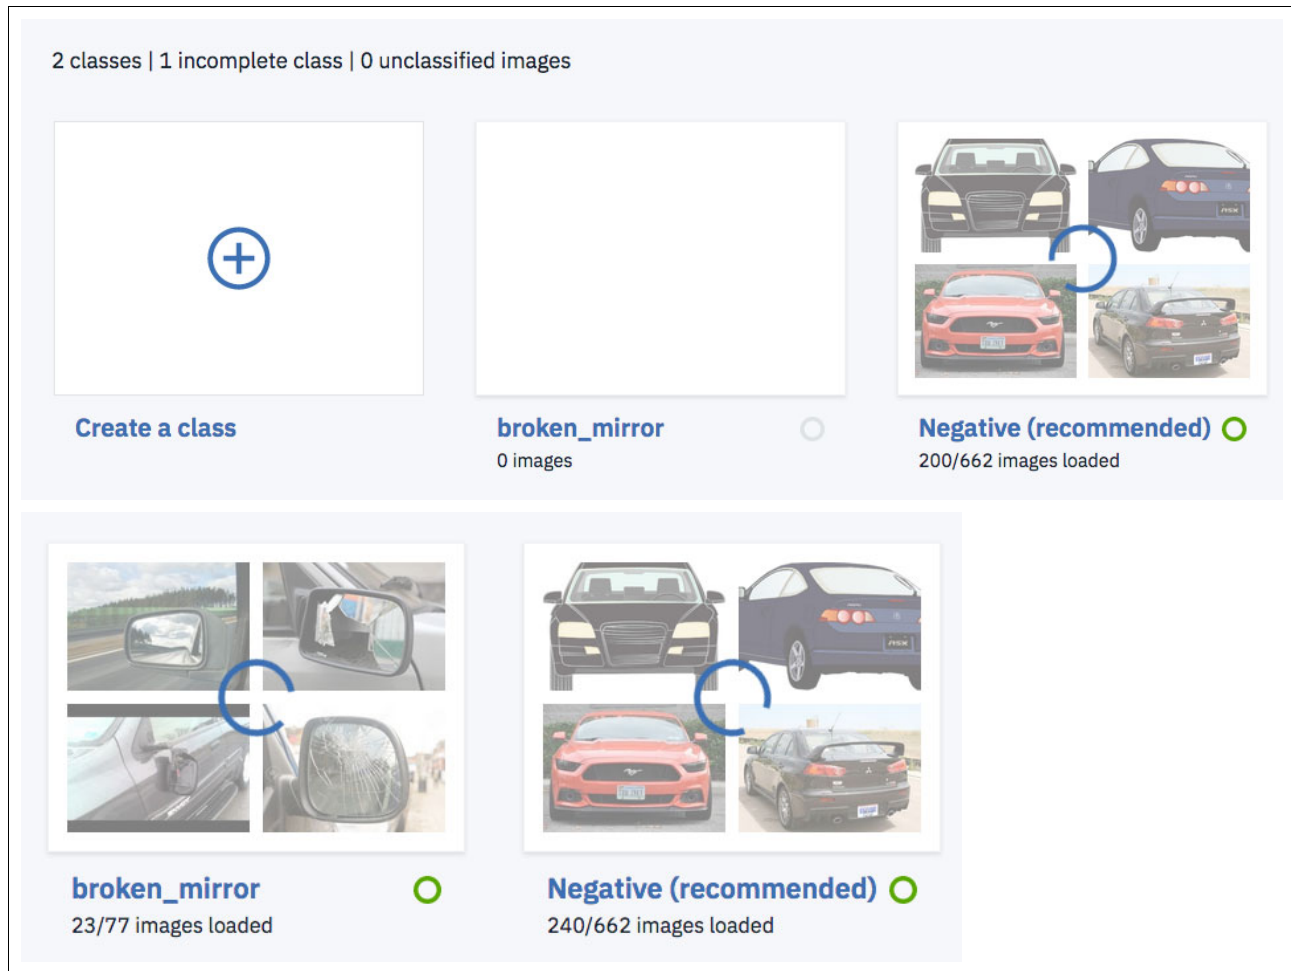 2 classes | 1 incomplete class | 0 unclassified images
Create a class
broken_mirror
0 images
Negative (recommended)
200/662 images loaded
broken_mirror
23/77 images loaded
Negative (recommended)
240/662 images loaded